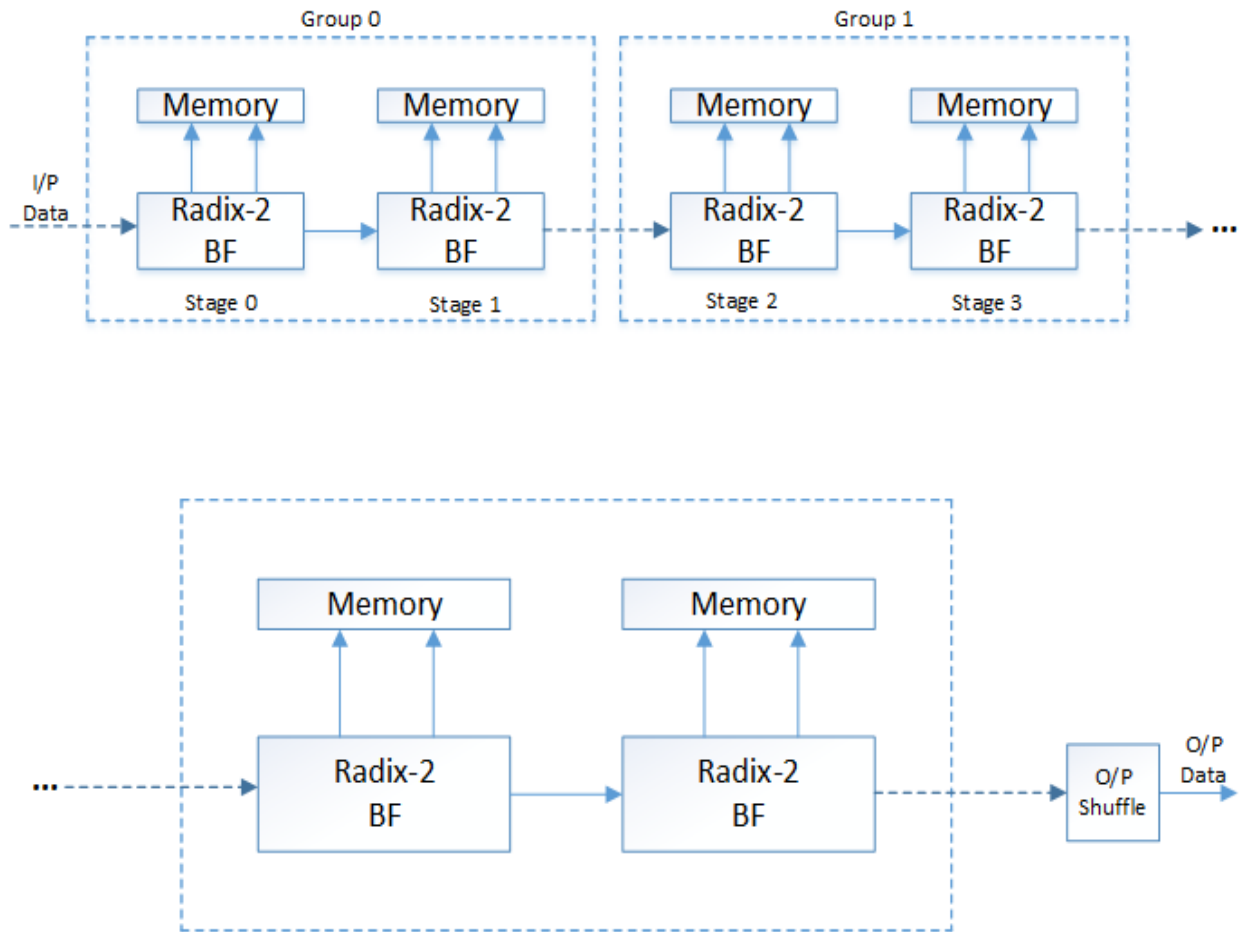 Group 0
Group 1
Memory
Memory
Memory
Memory
I/P
Data
Radix-2
BF
Radix-2
BF
Radix-2
BF
Radix-2
BF
...
Stage 0
Stage 1
Stage 2
Stage 3
Memory
Memory
...
Radix-2
BF
Radix-2
BF
O/P
Shuffle
O/P
Data